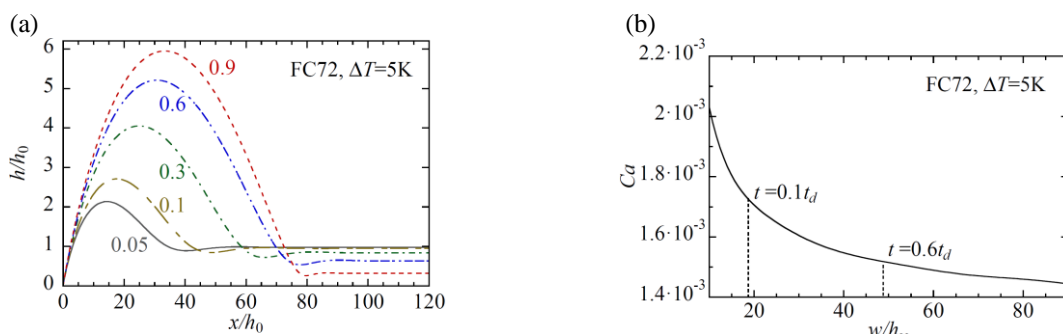 (a)
6
5
4
3
2
1
0
h/h₀
FC72, ΔT=5K
0.9
0.6
0.3
0.1
0.05
0 20 40 60 80 100 120
x/h₀
(b)
2.2·10⁻³
2·10⁻³
1.8·10⁻³
1.6·10⁻³
1.4·10⁻³
Ca
FC72, ΔT=5K
t=0.1t_d
t=0.6t_d
20 40 60 80